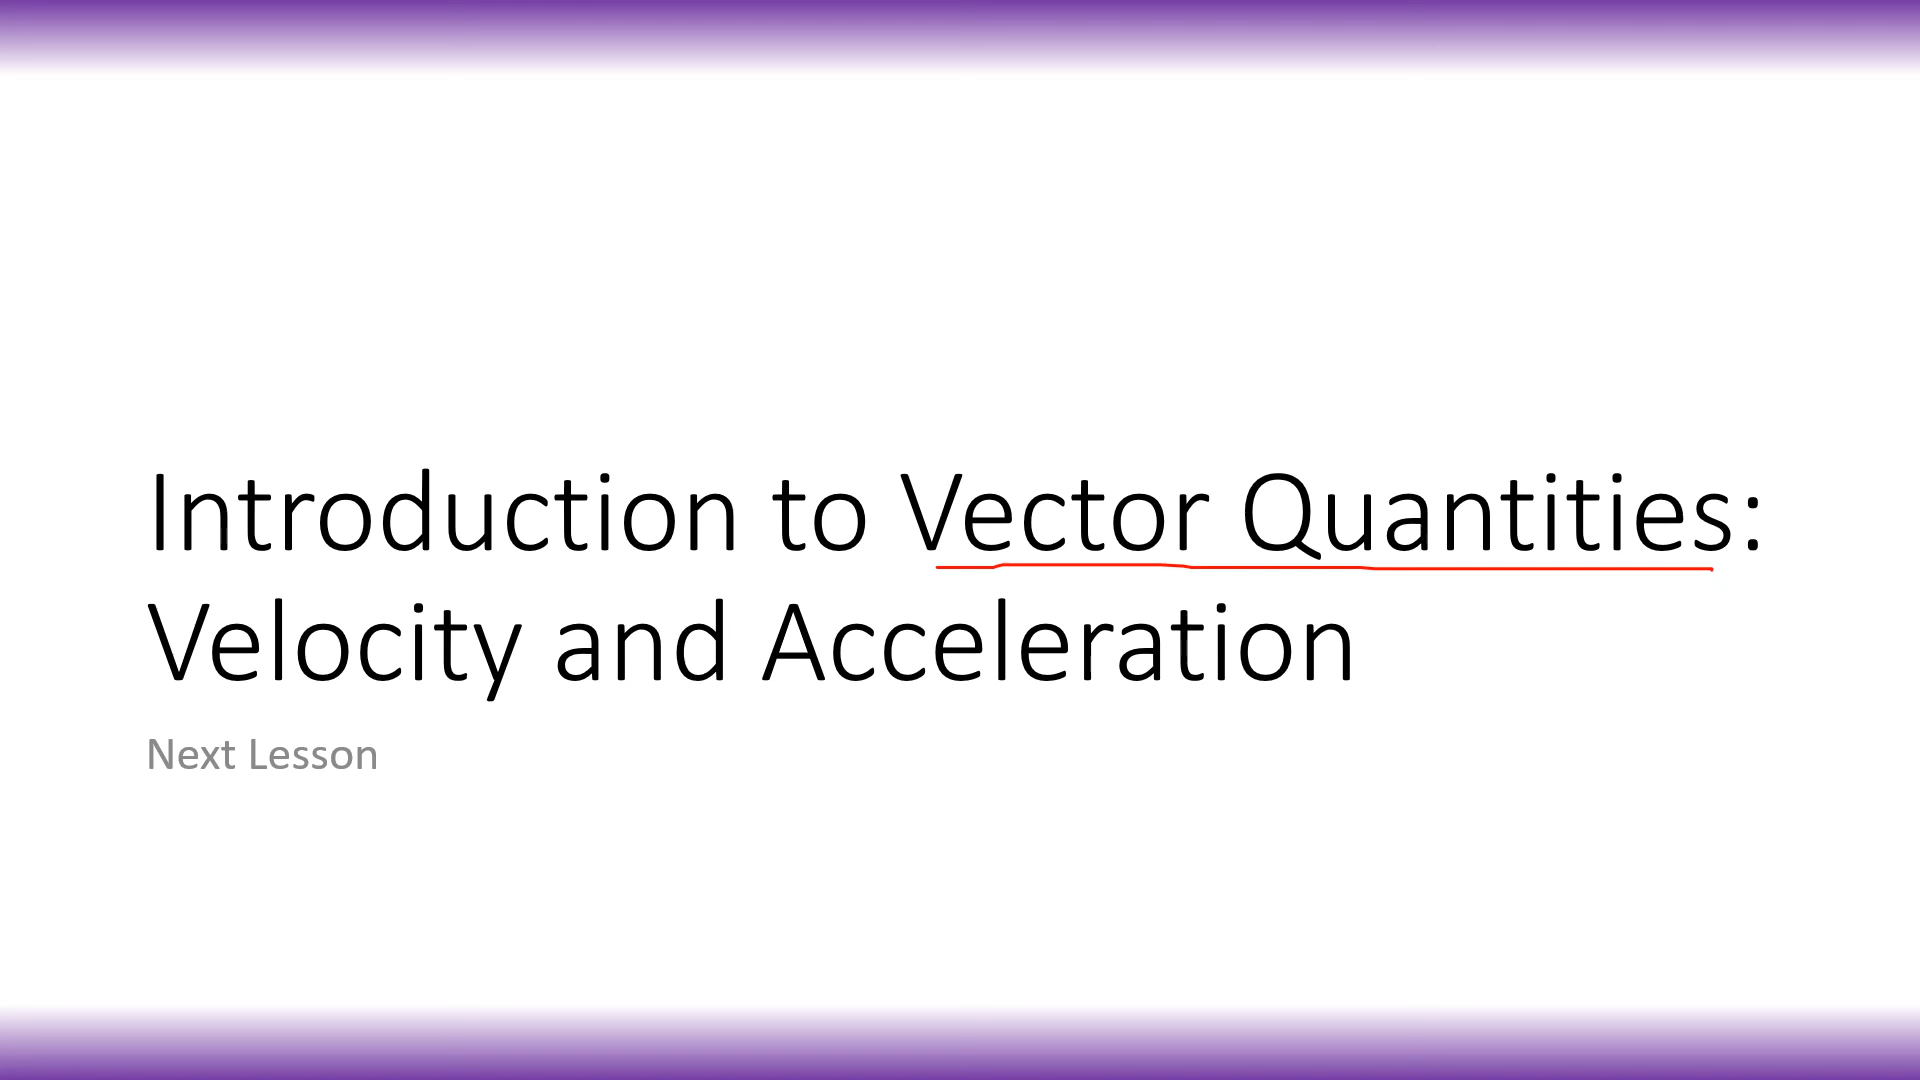 Introduction to Vector Quantities:
Velocity and Acceleration
Next Lesson